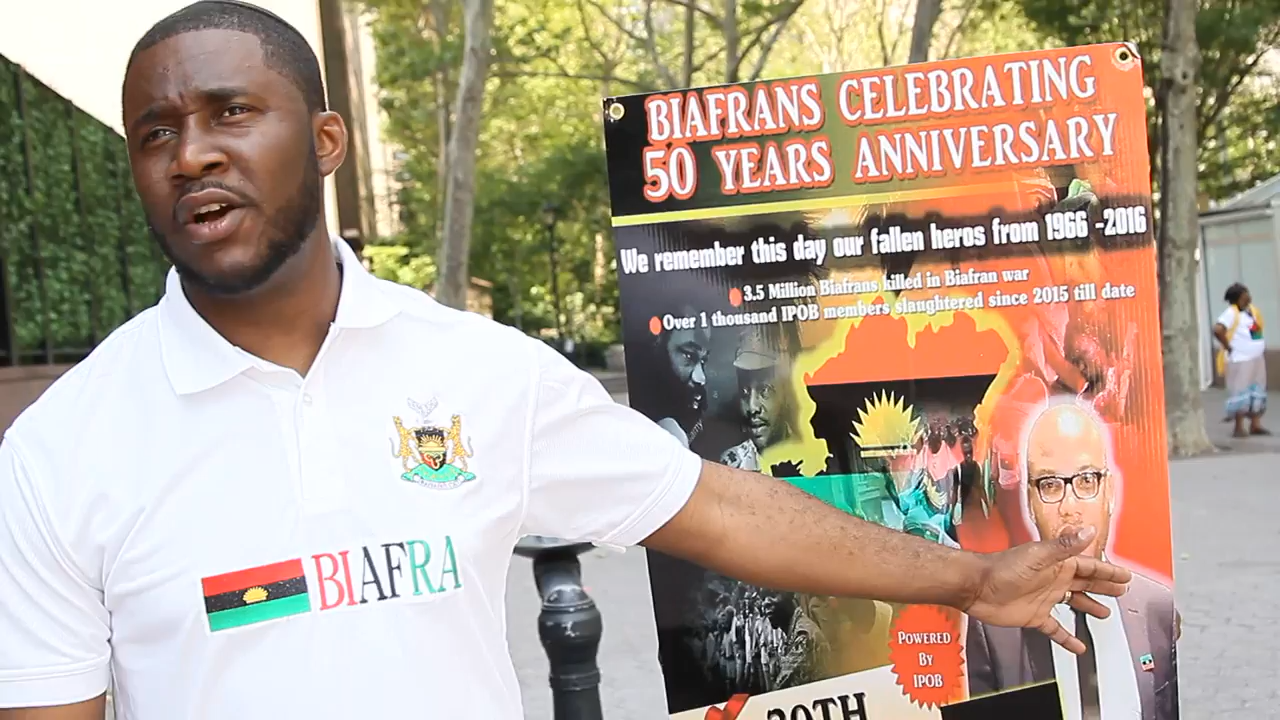 BIAFRANS CELEBRATING
50 YEARS ANNIVERSARY
We remember this day our fallen heros from 1966 -2016
3.5 Million Biafrans killed in Biafran war
Over 1 thousand IPOB members slaughtered since 2015 till date
BIAFRA
POWERED
BY
IPOB
30TH